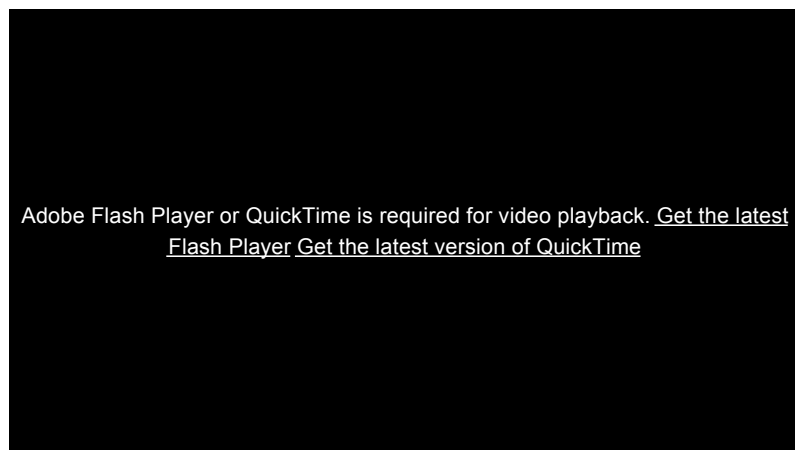 Adobe Flash Player or QuickTime is required for video playback. Get the latest
Flash Player Get the latest version of QuickTime